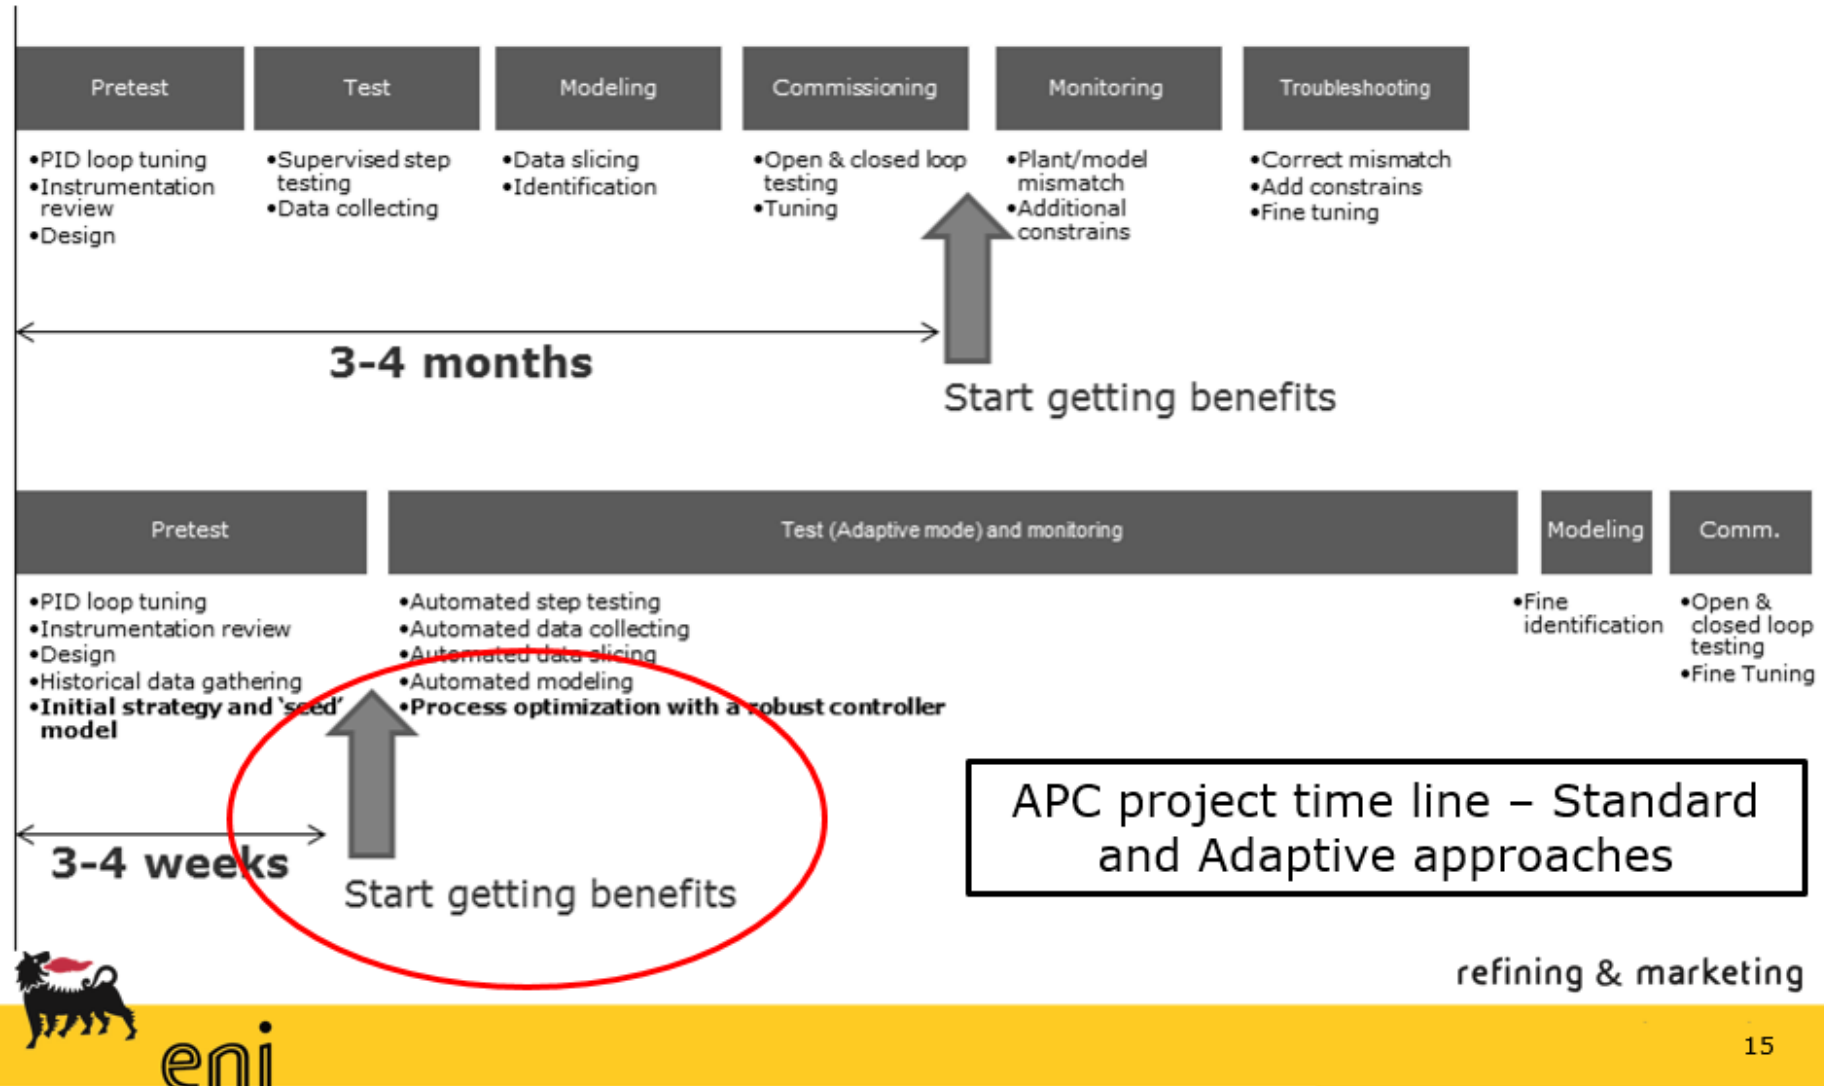 Pretest
Test
Modeling
Commissioning
Monitoring
Troubleshooting
•PID loop tuning
•Instrumentation
review
•Design
•Supervised step
testing
•Data collecting
•Data slicing
•Identification
•Open & closed loop
testing
•Tuning
•Plant/model
mismatch
•Additional
constrains
•Correct mismatch
•Add constrains
•Fine tuning
3-4 months
Start getting benefits
Pretest
Test (Adaptive mode) and monitoring
Modeling
Comm.
•PID loop tuning
•Instrumentation review
•Design
•Historical data gathering
•Initial strategy and ‘seed’
model
•Automated step testing
•Automated data collecting
•Automated data slicing
•Automated modeling
•Process optimization with a robust controller
•Fine
identification
•Open &
closed loop
testing
•Fine Tuning
3-4 weeks
Start getting benefits
APC project time line – Standard
and Adaptive approaches
refining & marketing
eni
15